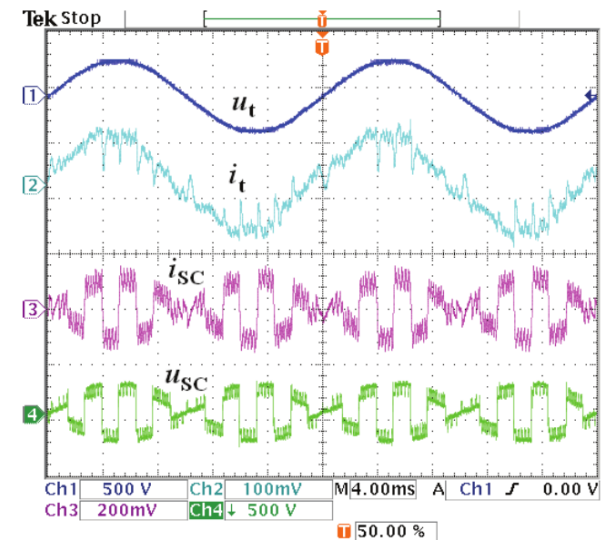 Tek Stop
T
T
1
u_t
2
i_t
i_SC
3
u_SC
4
Ch1 500 V Ch2 100mV M 4.00ms A Ch1 ƒ 0.00 V
Ch3 200mV Ch4 ↓ 500 V
T 50.00 %